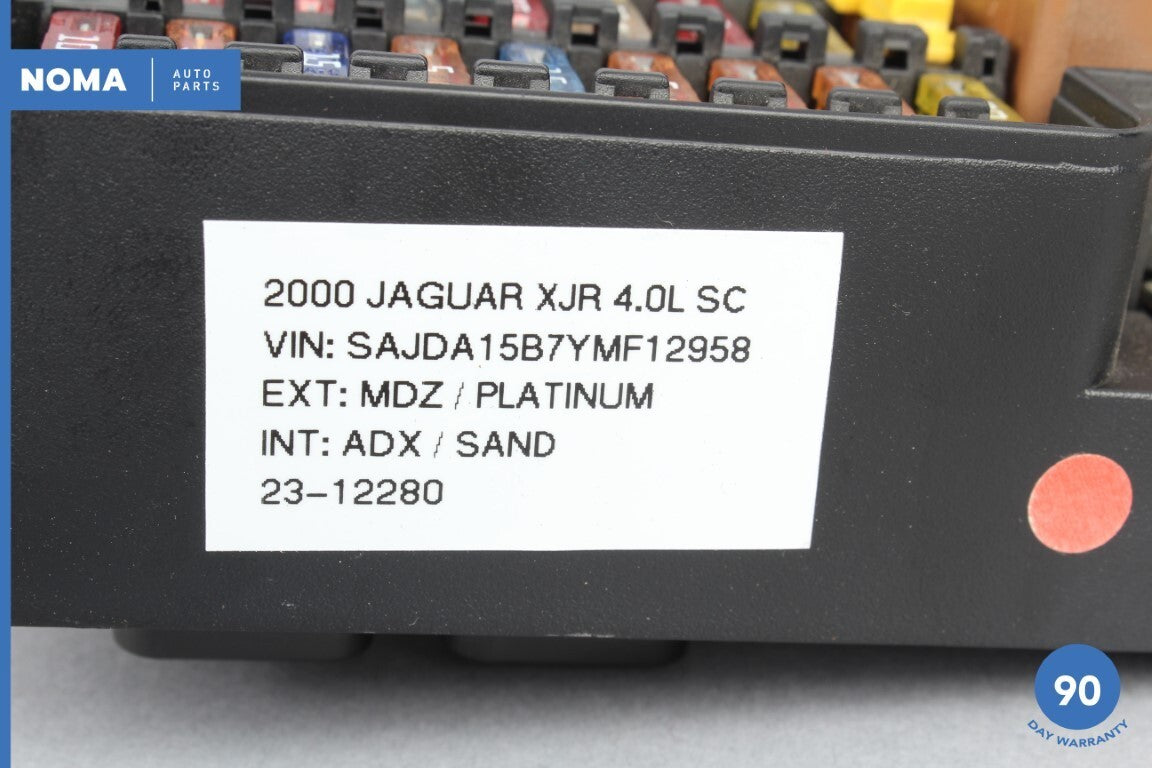 NOMA AUTO PARTS
2000 JAGUAR XJR 4.0L SC
VIN: SAJDA15B7YMF12958
EXT: MDZ / PLATINUM
INT: ADX / SAND
23-12280
90
DAY WARRANTY